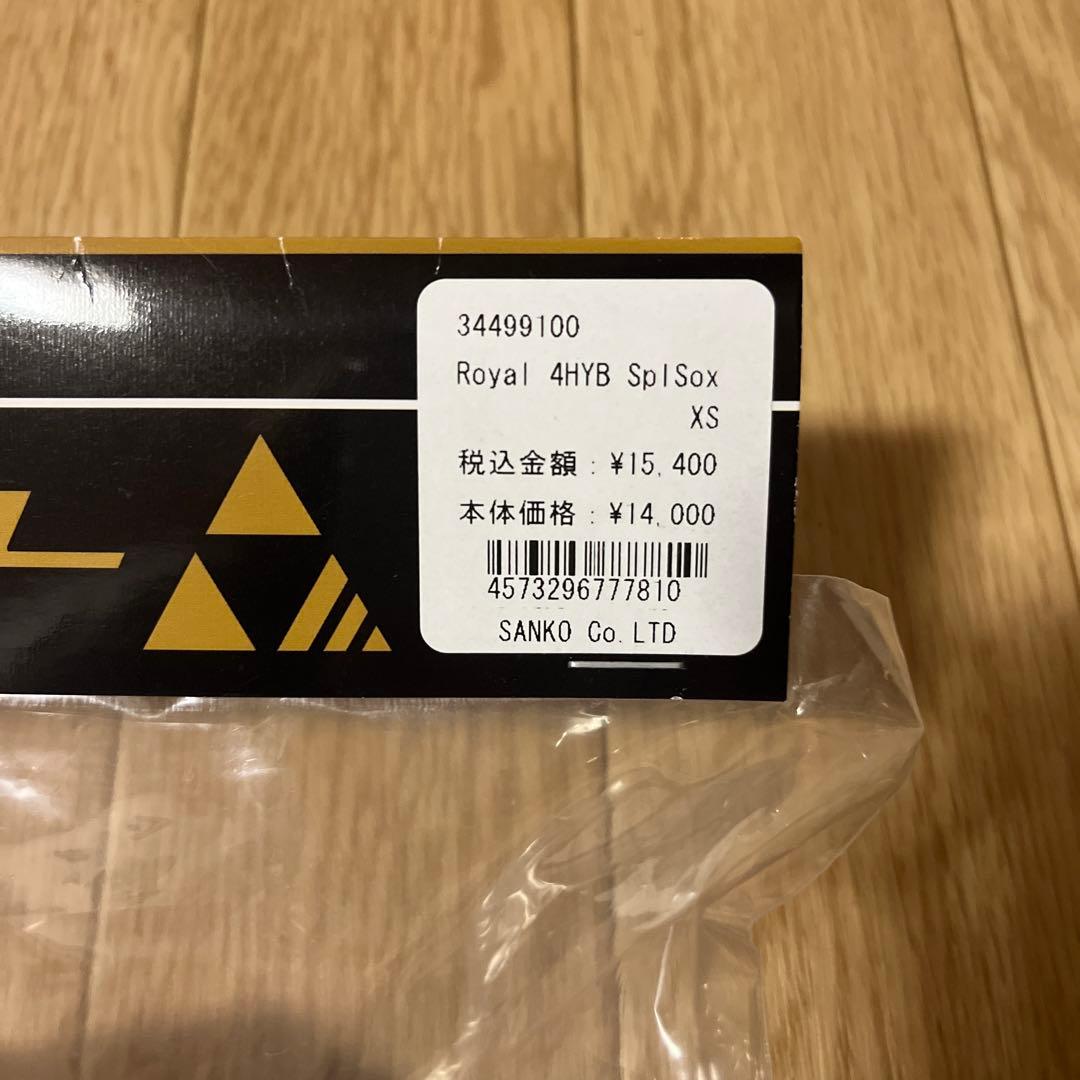 34499100
Royal 4HYB SplSox
XS
税込金額 : ¥15,400
本体価格 : ¥14,000
4573296777810
SANKO Co.LTD